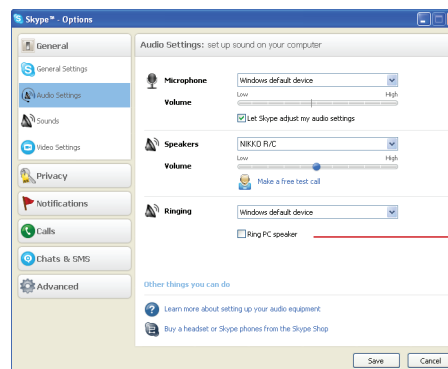 Skype™ - Options
General
General Settings
Audio Settings
Sounds
Video Settings
Privacy
Notifications
Calls
Chats & SMS
Advanced
Audio Settings: set up sound on your computer
Microphone Windows default device
Volume Low High
Let Skype adjust my audio settings
Speakers NIKKO R/C
Volume Low High
Make a free test call
Ringing Windows default device
Ring PC speaker
Other things you can do
Learn more about setting up your audio equipment
Buy a headset or Skype phones from the Skype Shop
Save Cancel